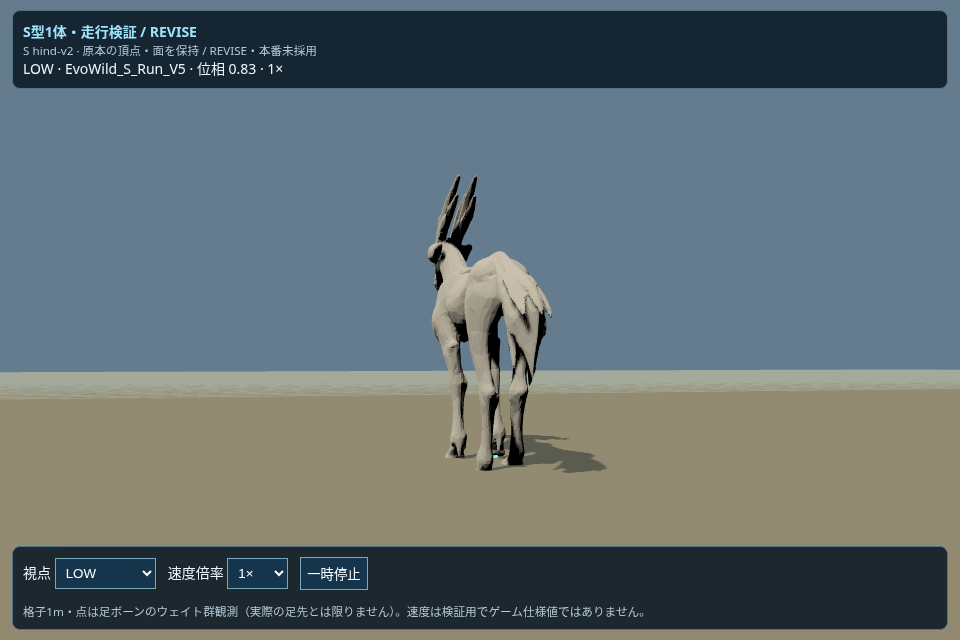 S型1体・走行検証 / REVISE
S hind-v2 · 原本の頂点・面を保持 / REVISE・本番未採用
LOW · EvoWild_S_Run_V5 · 位相 0.83 · 1×
視点 LOW 速度倍率 1× 一時停止
格子1m・点は足ボーンのウェイト群観測（実際の足先とは限りません）。速度は検証用でゲーム仕様値ではありません。